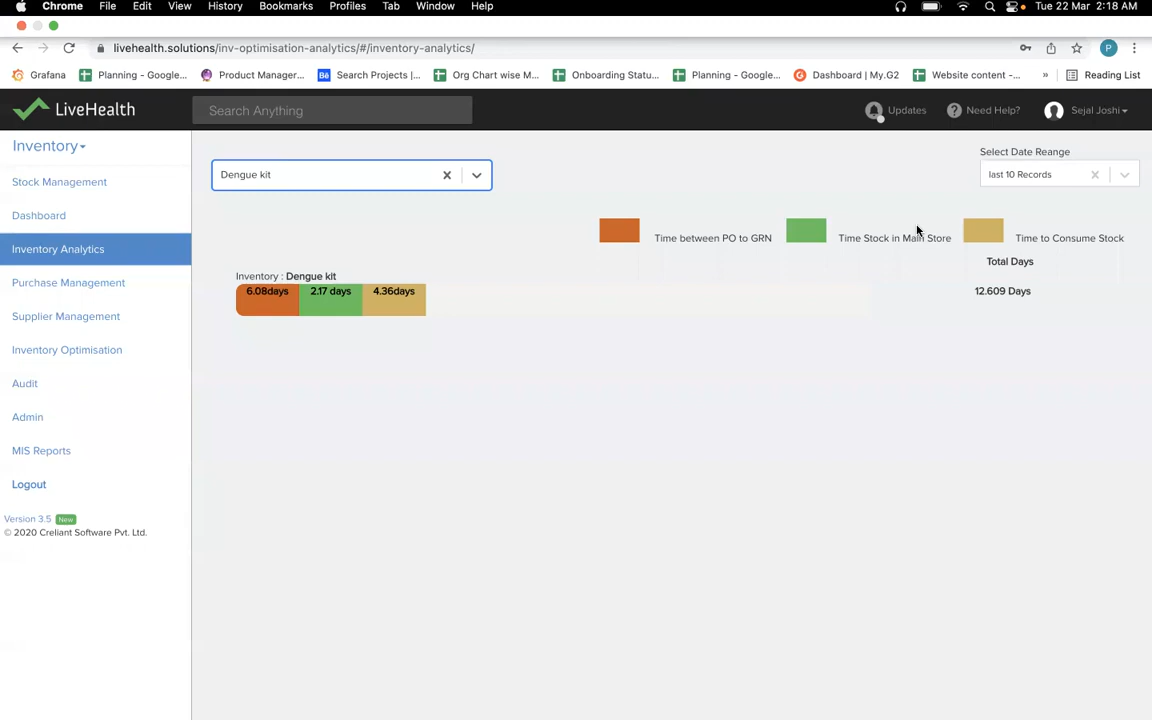 Chrome File Edit View History Bookmarks Profiles Tab Window Help Tue 22 Mar 2:18 AM
livehealth.solutions/inv-optimisation-analytics/#/inventory-analytics/ P
Grafana Planning - Google... Product Manager... Bē Search Projects |... Org Chart wise M... Onboarding Statu... Planning - Google... Dashboard | My.G2 Website content -... » Reading List
LiveHealth Search Anything Updates Need Help? Sejal Joshi
Inventory
Stock Management
Dashboard
Inventory Analytics
Purchase Management
Supplier Management
Inventory Optimisation
Audit
Admin
MIS Reports
Logout
Version 3.5 New
© 2020 Creliant Software Pvt. Ltd.
Select Date Reange
Dengue kit last 10 Records
Time between PO to GRN Time Stock in Main Store Time to Consume Stock
Total Days
Inventory : Dengue kit
6.08days 2.17 days 4.36days 12.609 Days